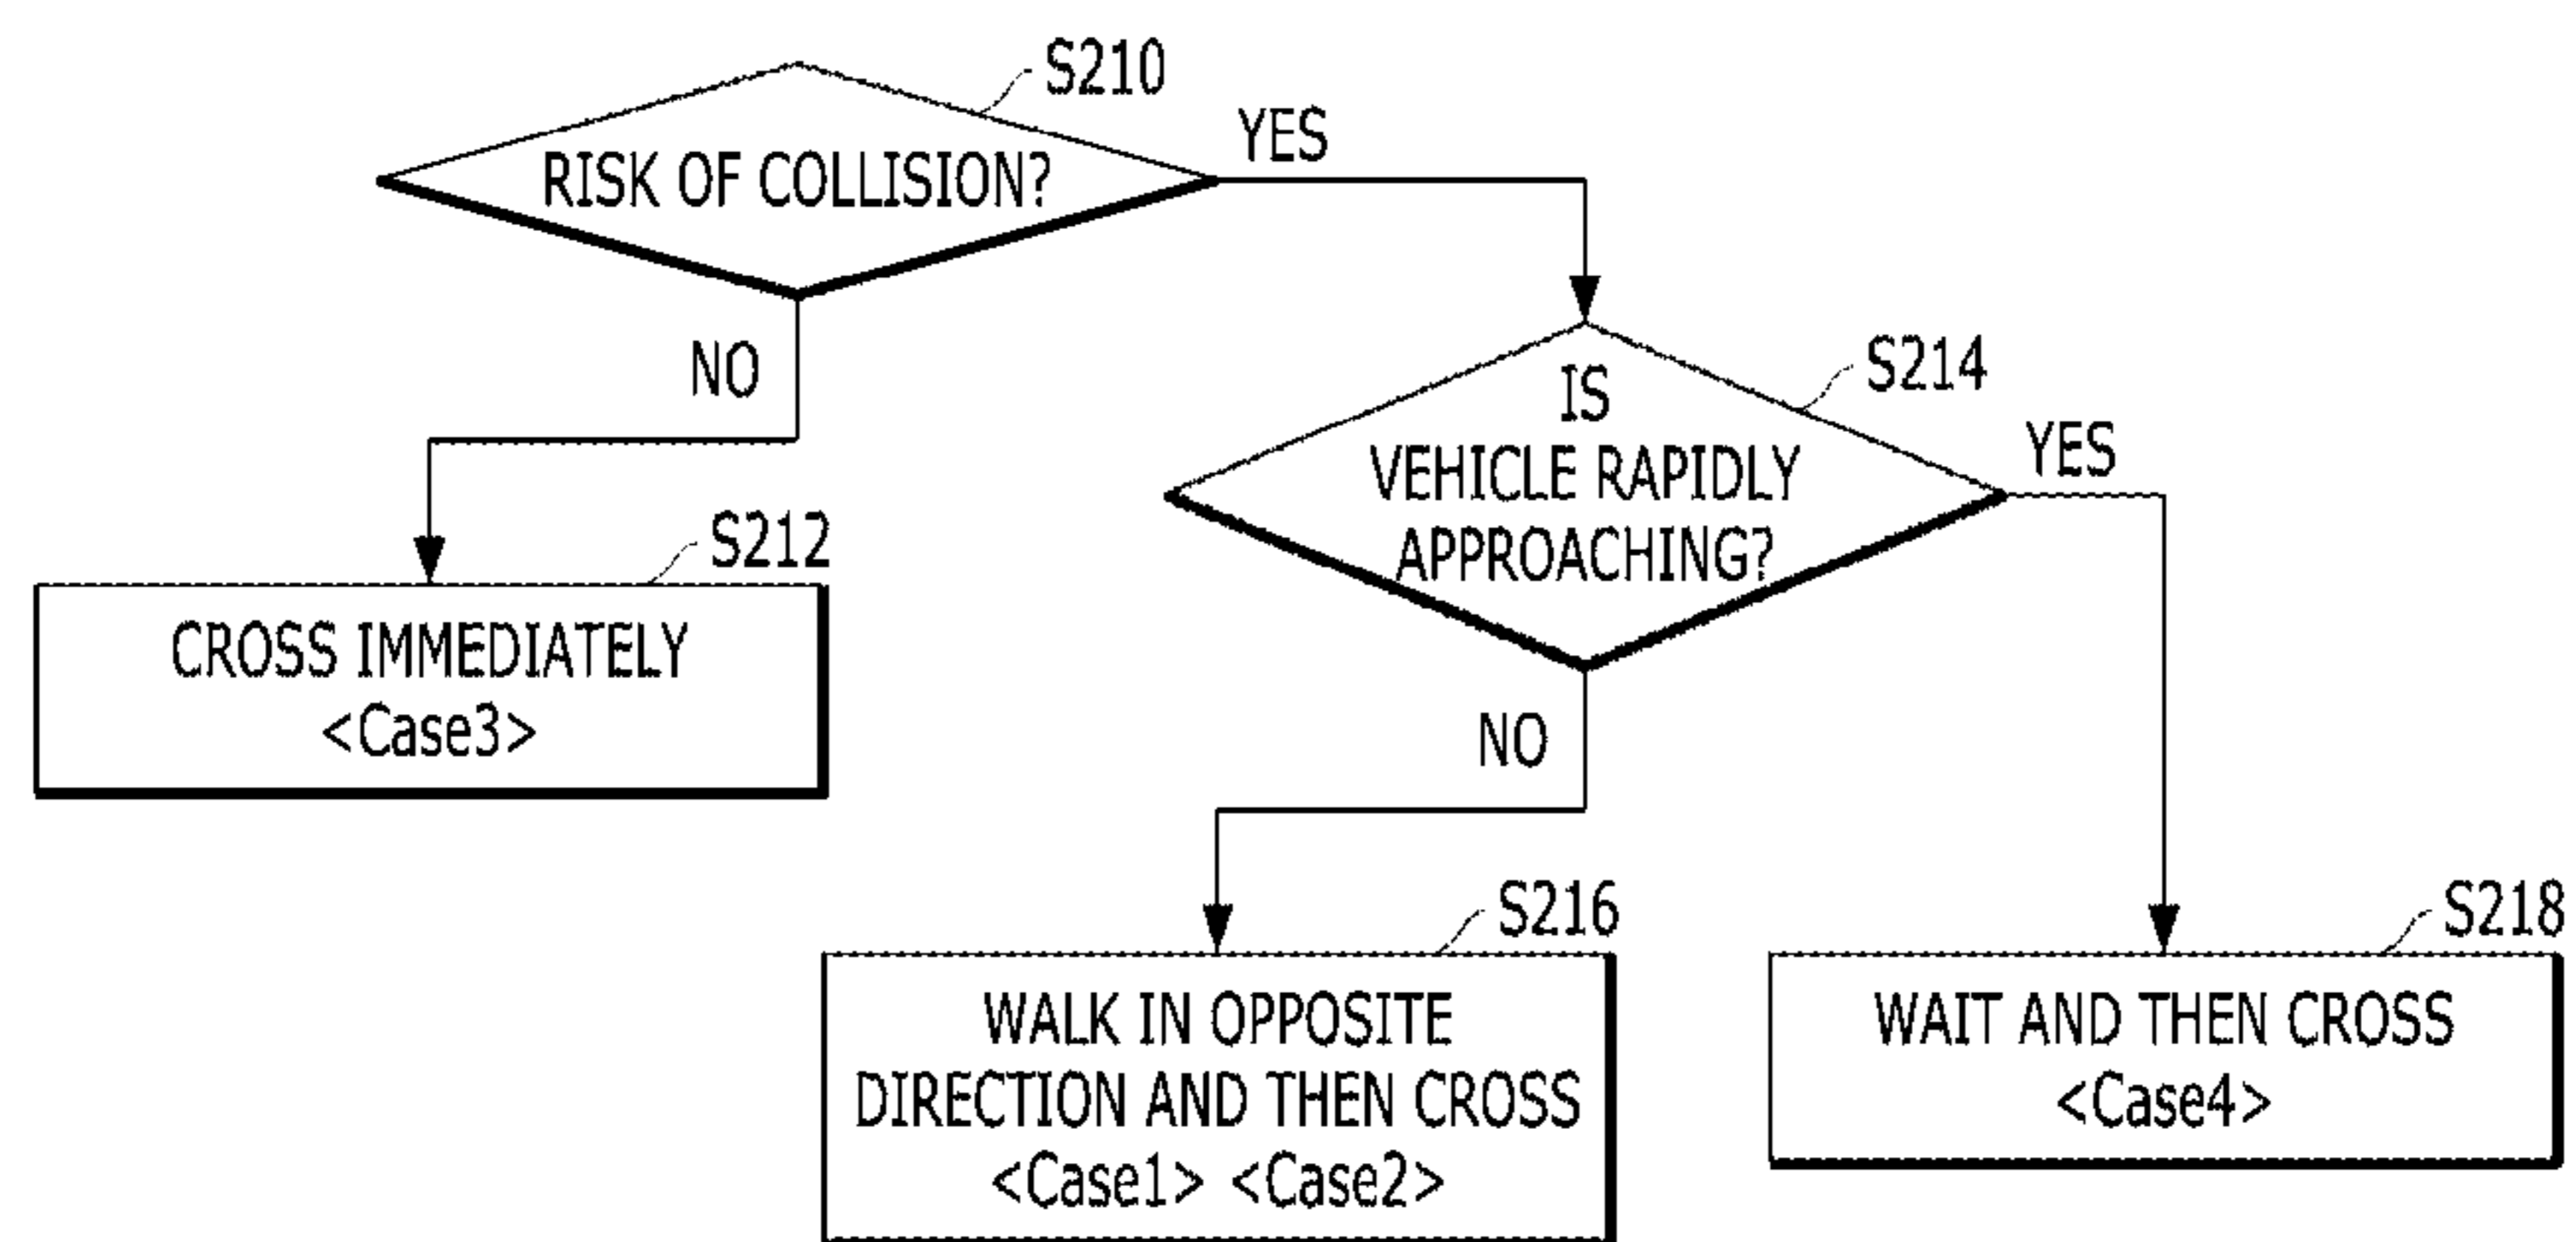 S210
RISK OF COLLISION?
YES
NO
S212
CROSS IMMEDIATELY
<Case3>
S214
IS
VEHICLE RAPIDLY
APPROACHING?
YES
NO
S216
WALK IN OPPOSITE
DIRECTION AND THEN CROSS
<Case1> <Case2>
S218
WAIT AND THEN CROSS
<Case4>